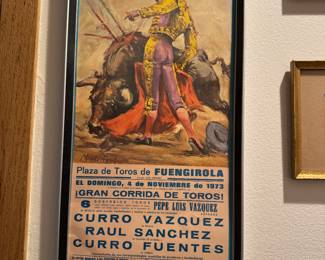 Plaza de Toros de FUENGIROLA
EL DOMINGO, 4 de NOVIEMBRE de 1973
¡GRAN CORRIDA DE TOROS!
6
PEPE LUIS VAZQUEZ
CURRO VAZQUEZ
RAUL SANCHEZ
CURRO FUENTES